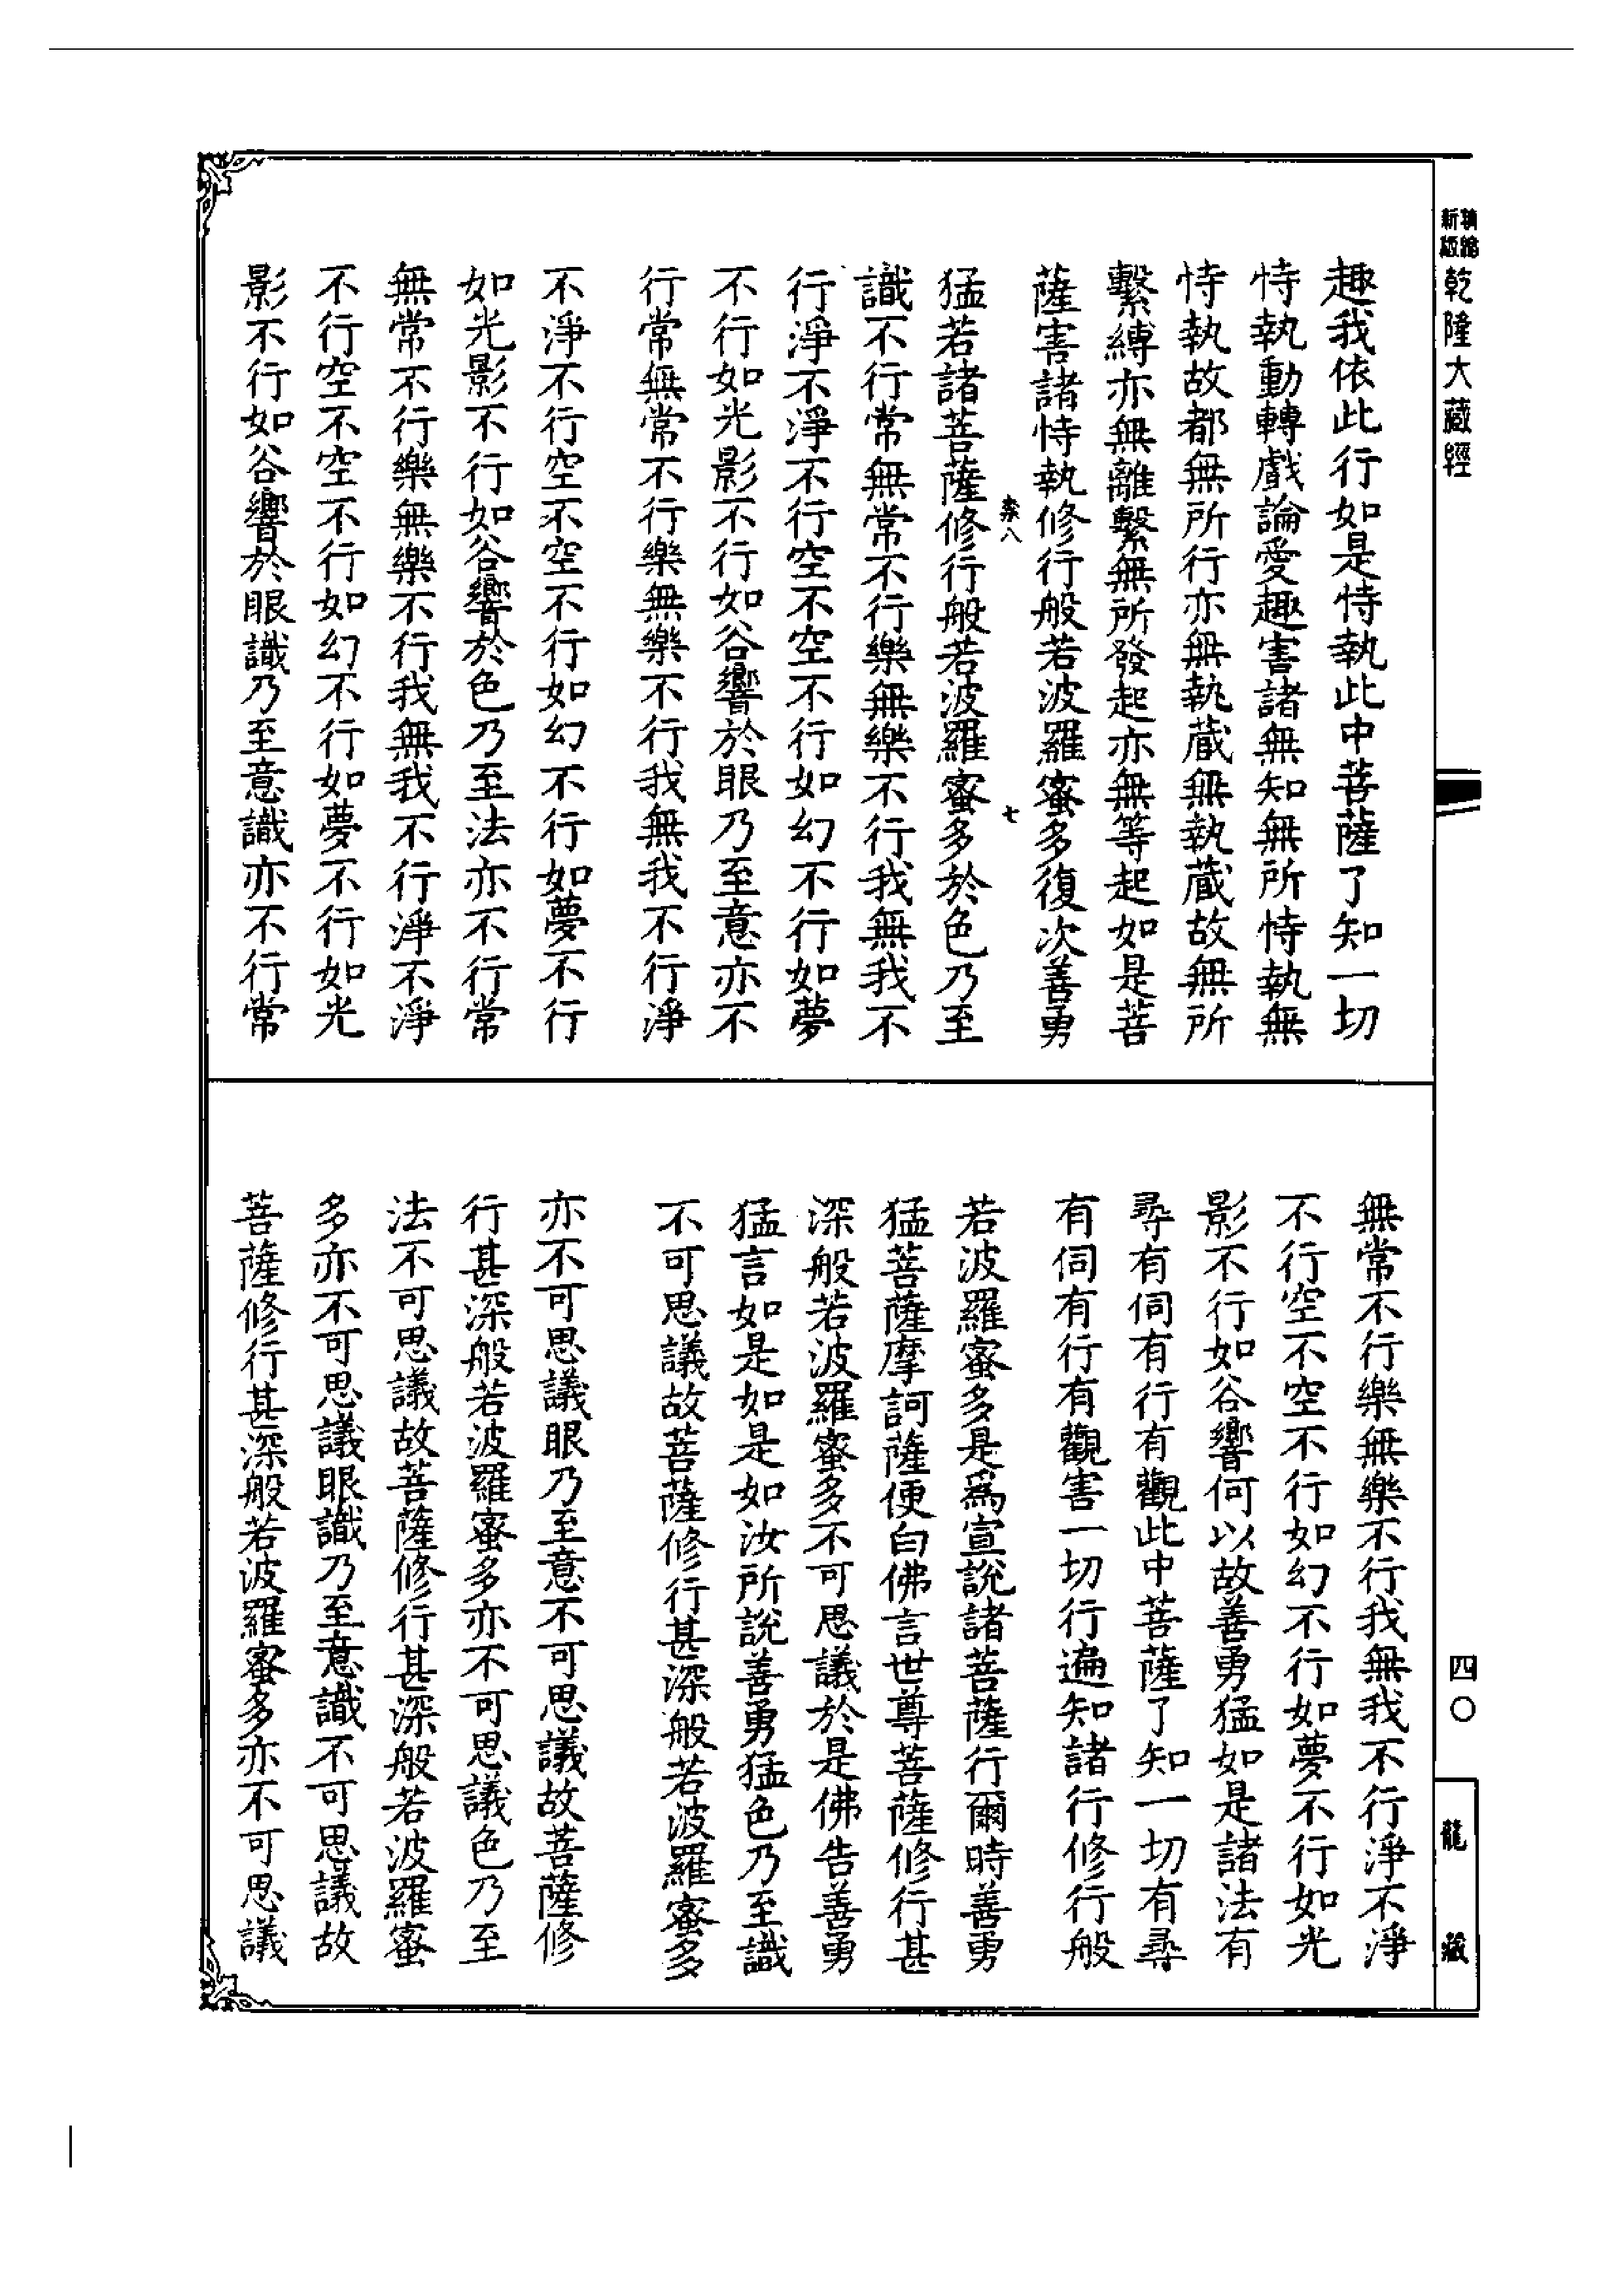 乾隆大藏經
趣我依此行如是恃執此中菩薩了知一切
恃執動轉戲論愛趣害諸無知無所恃執無
恃執故都無所行亦無執藏無執藏故無所
繫縛亦無離繫無所發起亦無等起如是菩
薩害諸恃執修行般若波羅蜜多復次善勇
猛若諸菩薩修行般若波羅蜜多於色乃至
識不行常無常不行樂無樂不行我無我不
行淨不淨不行空不空不行如幻不行如夢
不行如光影不行如谷響於眼乃至意亦不
行常無常不行樂無樂不行我無我不行淨
不淨不行空不空不行如幻不行如夢不行
如光影不行如谷響於色乃至法亦不行常
無常不行樂無樂不行我無我不行淨不淨
不行空不空不行如幻不行如夢不行如光
影不行如谷響於眼識乃至意識亦不行常
無常不行樂無樂不行我無我不行淨不淨
不行空不空不行如幻不行如夢不行如光
影不行如谷響何以故善勇猛如是諸法有
尋有伺有行有觀此中菩薩了知一切有尋
有伺有行有觀害一切行遍知諸行修行般
若波羅蜜多是爲宣說諸菩薩行爾時善勇
猛菩薩摩訶薩便白佛言世尊菩薩修行甚
深般若波羅蜜多不可思議於是佛告善勇
猛言如是如是如汝所說善勇猛色乃至識
不可思議故菩薩修行甚深般若波羅蜜多
亦不可思議眼乃至意不可思議故菩薩修
行甚深般若波羅蜜多亦不可思議色乃至
法不可思議故菩薩修行甚深般若波羅蜜
多亦不可思議眼識乃至意識不可思議故
菩薩修行甚深般若波羅蜜多亦不可思議
四〇
龍藏